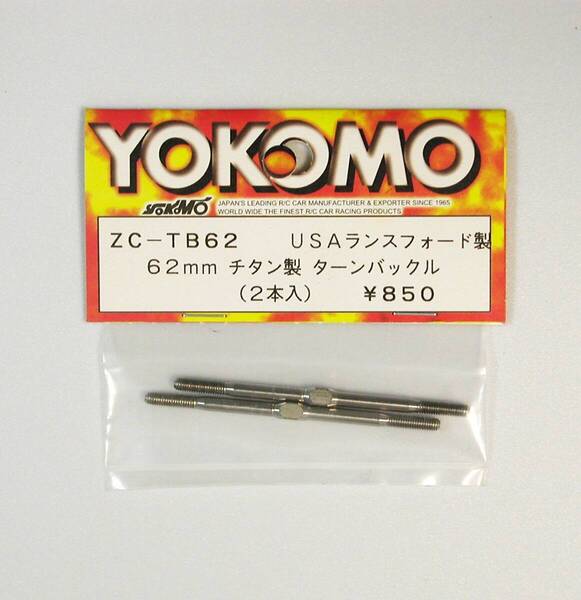 YOKOMO
YOKOMO JAPAN'S LEADING R/C CAR MANUFACTURER & EXPORTER SINCE 1965
WORLD WIDE THE FINEST R/C CAR RACING PRODUCTS
ZC-TB62 USAランスフォード製
62mm チタン製 ターンバックル
(2本入) ¥850